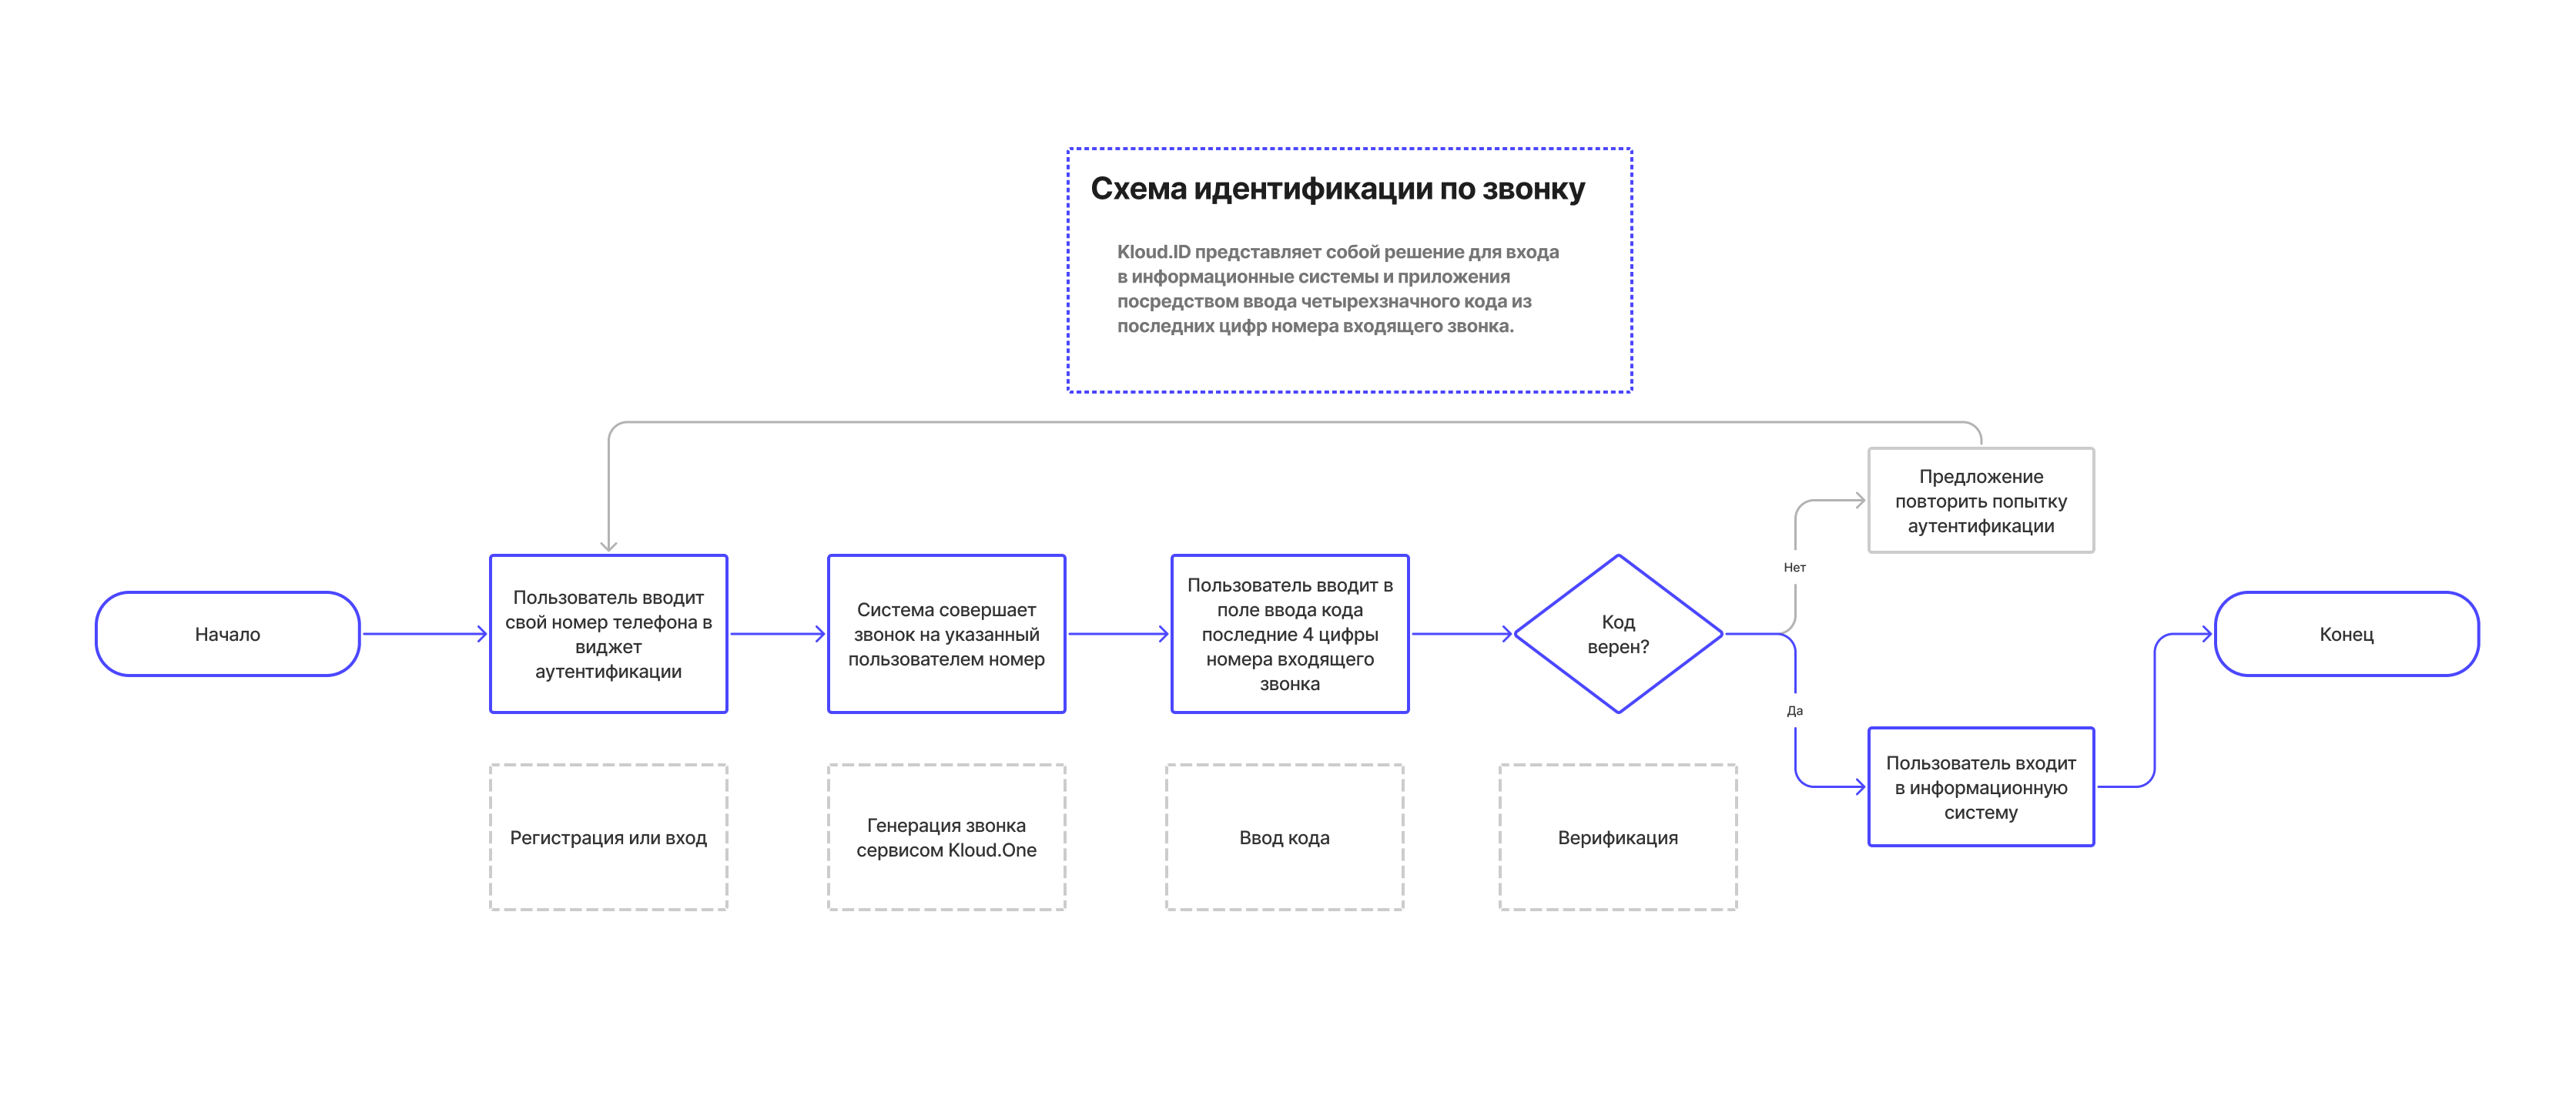 Схема идентификации по звонку
Kloud.ID представляет собой решение для входа
в информационные системы и приложения
посредством ввода четырехзначного кода из
последних цифр номера входящего звонка.
Начало
Пользователь вводит
свой номер телефона в
виджет
аутентификации
Система совершает
звонок на указанный
пользователем номер
Пользователь вводит в
поле ввода кода
последние 4 цифры
номера входящего
звонка
Код
верен?
Нет
Предложение
повторить попытку
аутентификации
Да
Пользователь входит
в информационную
систему
Конец
Регистрация или вход
Генерация звонка
сервисом Kloud.One
Ввод кода
Верификация